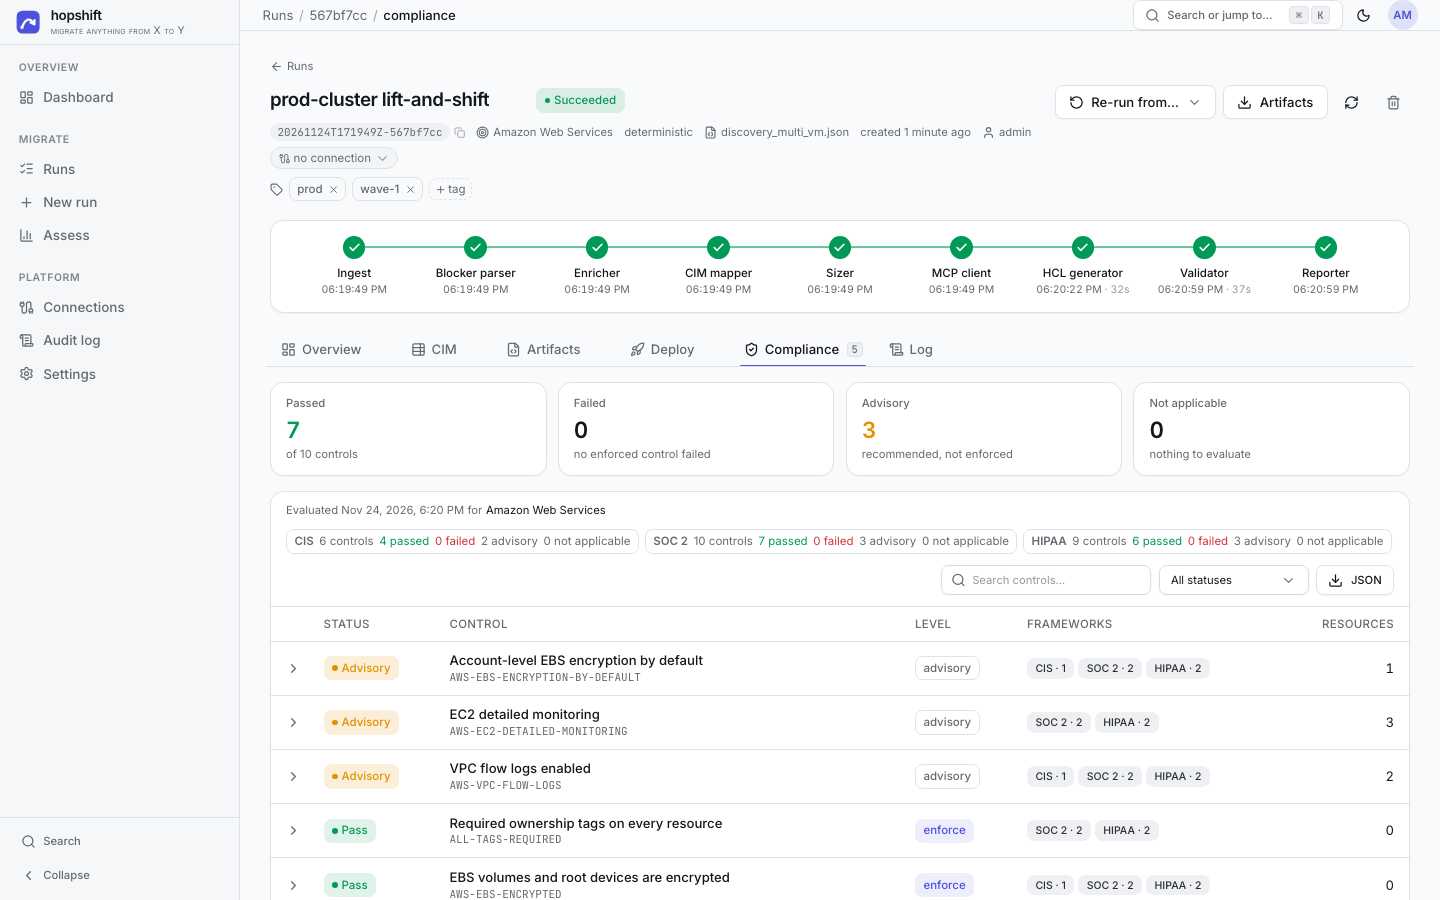 hopshift
MIGRATE ANYTHING FROM X TO Y
OVERVIEW
Dashboard
MIGRATE
Runs
New run
Assess
PLATFORM
Connections
Audit log
Settings
Search
Collapse
Runs / 567bf7cc / compliance
Search or jump to... ⌘ K
AM
Runs
prod-cluster lift-and-shift
Succeeded
Re-run from...
Artifacts
20261124T171949Z-567bf7cc Amazon Web Services deterministic discovery_multi_vm.json created 1 minute ago admin
no connection
prod × wave-1 × + tag
Ingest
06:19:49 PM
Blocker parser
06:19:49 PM
Enricher
06:19:49 PM
CIM mapper
06:19:49 PM
Sizer
06:19:49 PM
MCP client
06:19:49 PM
HCL generator
06:20:22 PM · 32s
Validator
06:20:59 PM · 37s
Reporter
06:20:59 PM
Overview CIM Artifacts Deploy Compliance 5 Log
Passed
7
of 10 controls
Failed
0
no enforced control failed
Advisory
3
recommended, not enforced
Not applicable
0
nothing to evaluate
Evaluated Nov 24, 2026, 6:20 PM for Amazon Web Services
CIS 6 controls 4 passed 0 failed 2 advisory 0 not applicable
SOC 2 10 controls 7 passed 0 failed 3 advisory 0 not applicable
HIPAA 9 controls 6 passed 0 failed 3 advisory 0 not applicable
Search controls...
All statuses
JSON
STATUS CONTROL LEVEL FRAMEWORKS RESOURCES
Advisory Account-level EBS encryption by default advisory CIS · 1 SOC 2 · 2 HIPAA · 2 1
AWS-EBS-ENCRYPTION-BY-DEFAULT
Advisory EC2 detailed monitoring advisory SOC 2 · 2 HIPAA · 2 3
AWS-EC2-DETAILED-MONITORING
Advisory VPC flow logs enabled advisory CIS · 1 SOC 2 · 2 HIPAA · 2 2
AWS-VPC-FLOW-LOGS
Pass Required ownership tags on every resource enforce SOC 2 · 2 HIPAA · 2 0
ALL-TAGS-REQUIRED
Pass EBS volumes and root devices are encrypted enforce CIS · 1 SOC 2 · 2 HIPAA · 2 0
AWS-EBS-ENCRYPTED